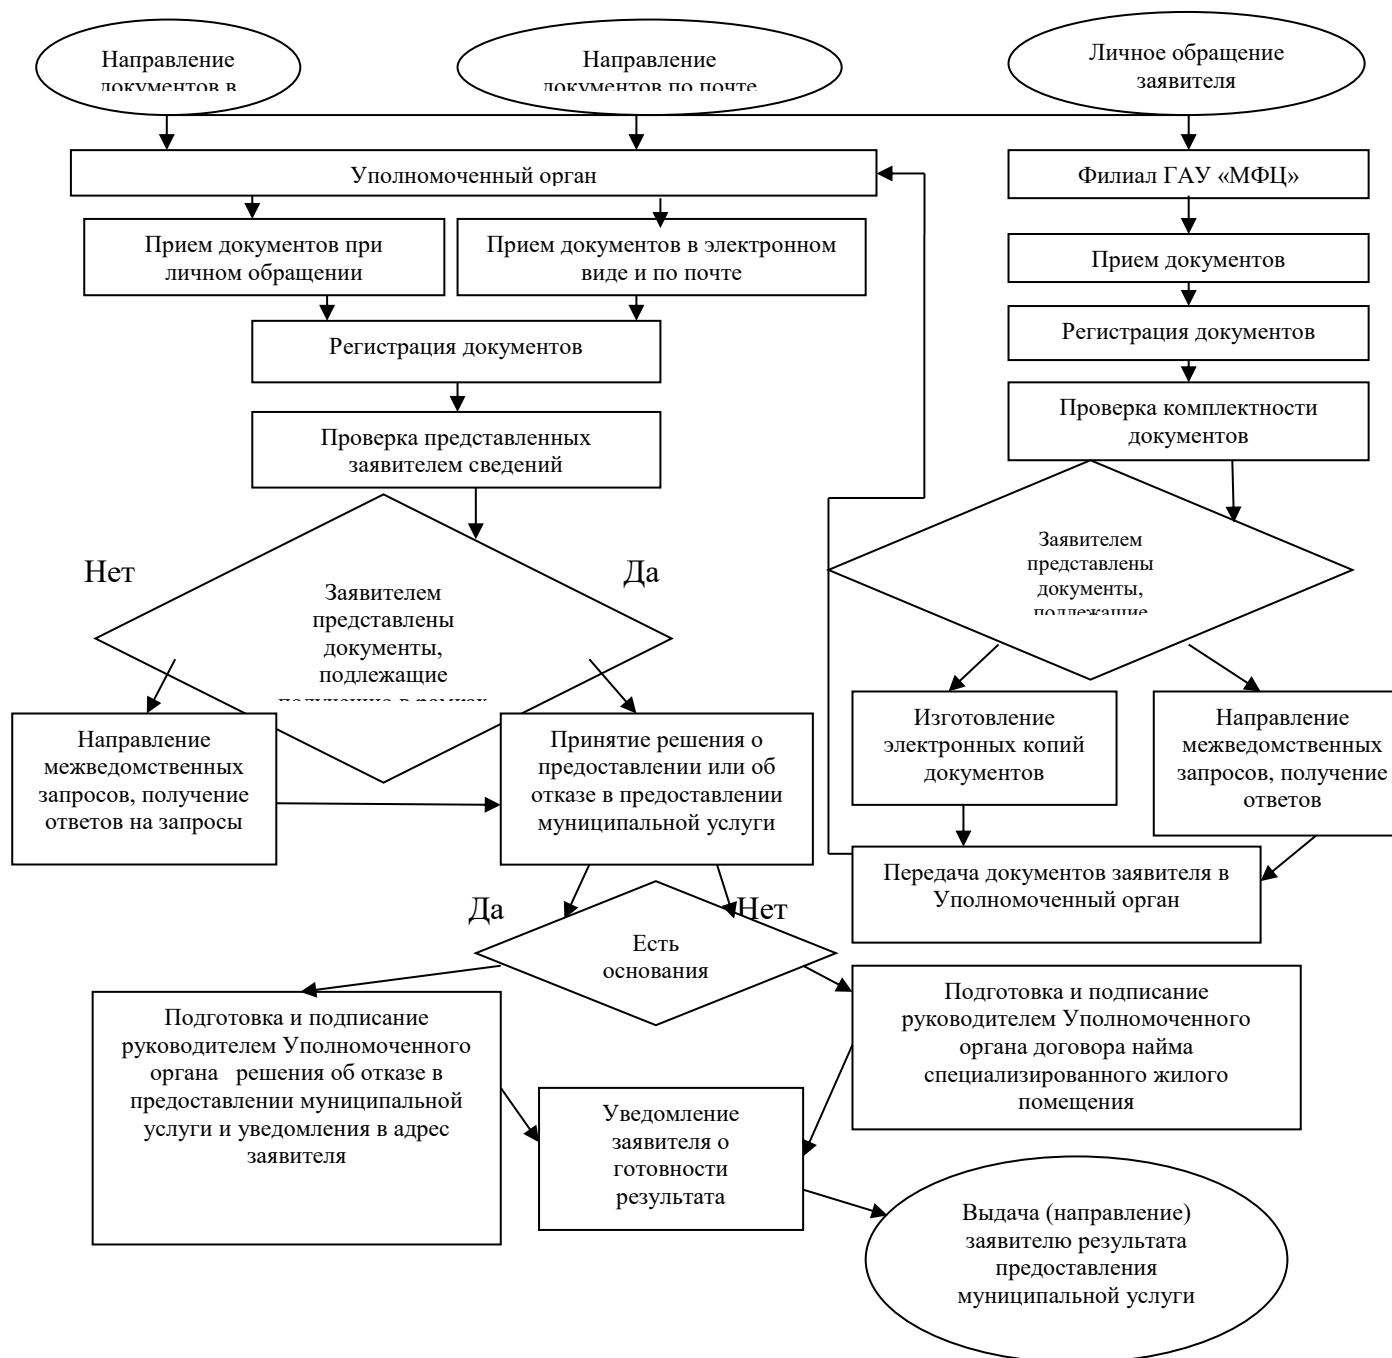 Направление
документов в
Направление
документов по почте
Личное обращение
заявителя
Уполномоченный орган
Филиал ГАУ «МФЦ»
Прием документов при
личном обращении
Прием документов в электронном
виде и по почте
Прием документов
Регистрация документов
Регистрация документов
Проверка представленных
заявителем сведений
Проверка комплектности
документов
Нет
Да
Заявителем
представлены
документы,
подлежащие
получению в рамках
Заявителем
представлены
документы,
подлежащие
Направление
межведомственных
запросов, получение
ответов на запросы
Принятие решения о
предоставлении или об
отказе в предоставлении
муниципальной услуги
Изготовление
электронных копий
документов
Направление
межведомственных
запросов, получение
ответов
Передача документов заявителя в
Уполномоченный орган
Да
Нет
Есть
основания
Подготовка и подписание
руководителем Уполномоченного
органа решения об отказе в
предоставлении муниципальной
услуги и уведомления в адрес
заявителя
Подготовка и подписание
руководителем Уполномоченного
органа договора найма
специализированного жилого
помещения
Уведомление
заявителя о
готовности
результата
Выдача (направление)
заявителю результата
предоставления
муниципальной услуги